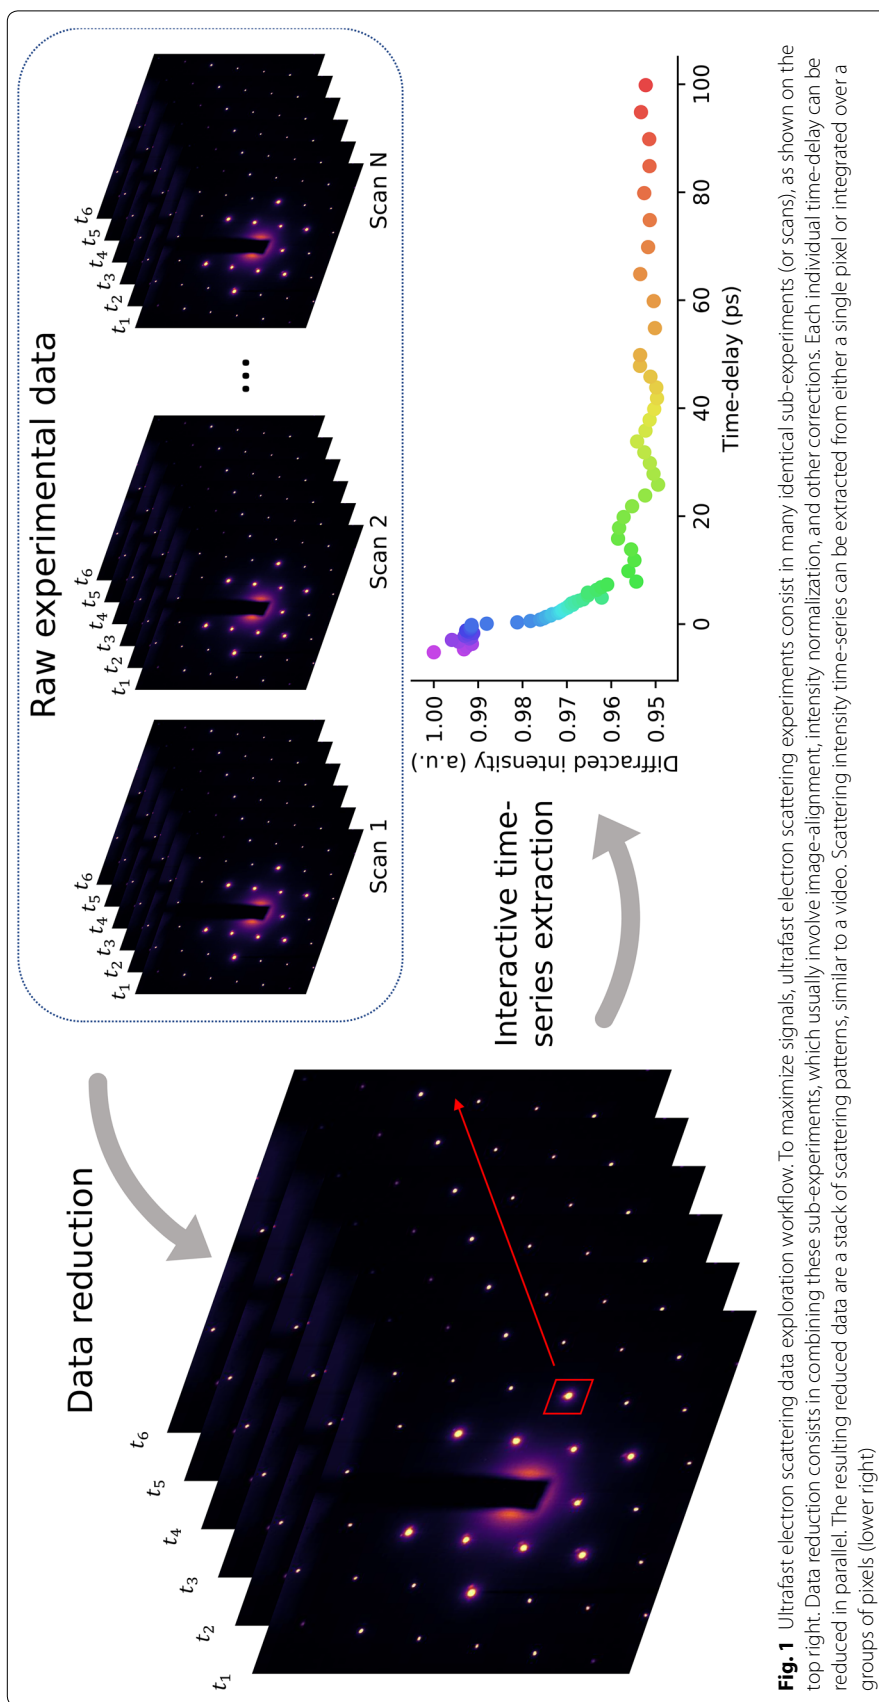 Raw experimental data
t1
t2
t3
t4
t5
t6
Scan 1
t1
t2
t3
t4
t5
t6
Scan 2
...
t1
t2
t3
t4
t5
t6
Scan N
Data reduction
t1
t2
t3
t4
t5
t6
Interactive time-
series extraction
Diffracted intensity (a.u.)
1.00
0.99
0.98
0.97
0.96
0.95
0
20
40
60
80
100
Time-delay (ps)
Fig. 1 Ultrafast electron scattering data exploration workflow. To maximize signals, ultrafast electron scattering experiments consist in many identical sub-experiments (or scans), as shown on the
top right. Data reduction consists in combining these sub-experiments, which usually involve image-alignment, intensity normalization, and other corrections. Each individual time-delay can be
reduced in parallel. The resulting reduced data are a stack of scattering patterns, similar to a video. Scattering intensity time-series can be extracted from either a single pixel or integrated over a
groups of pixels (lower right)